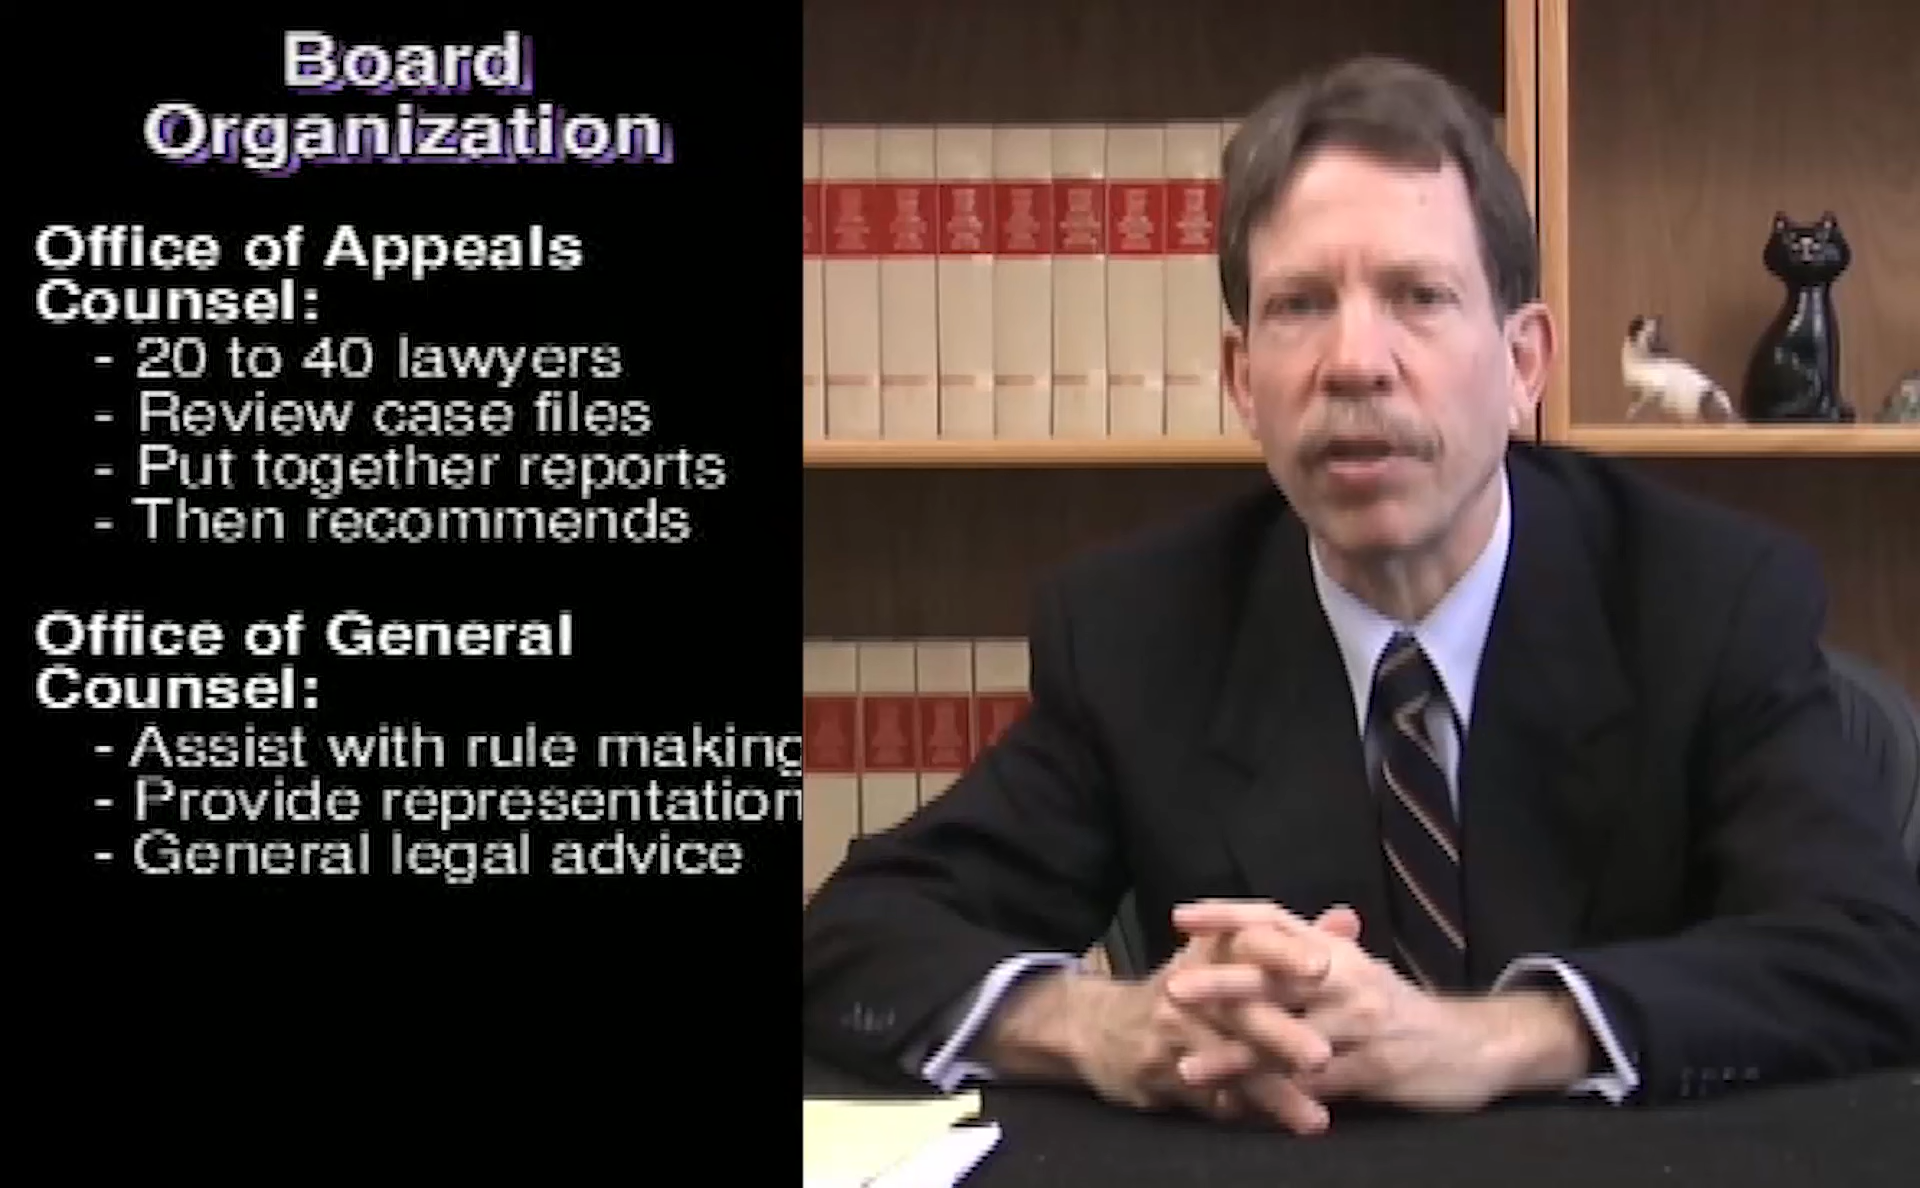 Board
Organization
Office of Appeals
Counsel:
- 20 to 40 lawyers
- Review case files
- Put together reports
- Then recommends
Office of General
Counsel:
- Assist with rule making
- Provide representation
- General legal advice